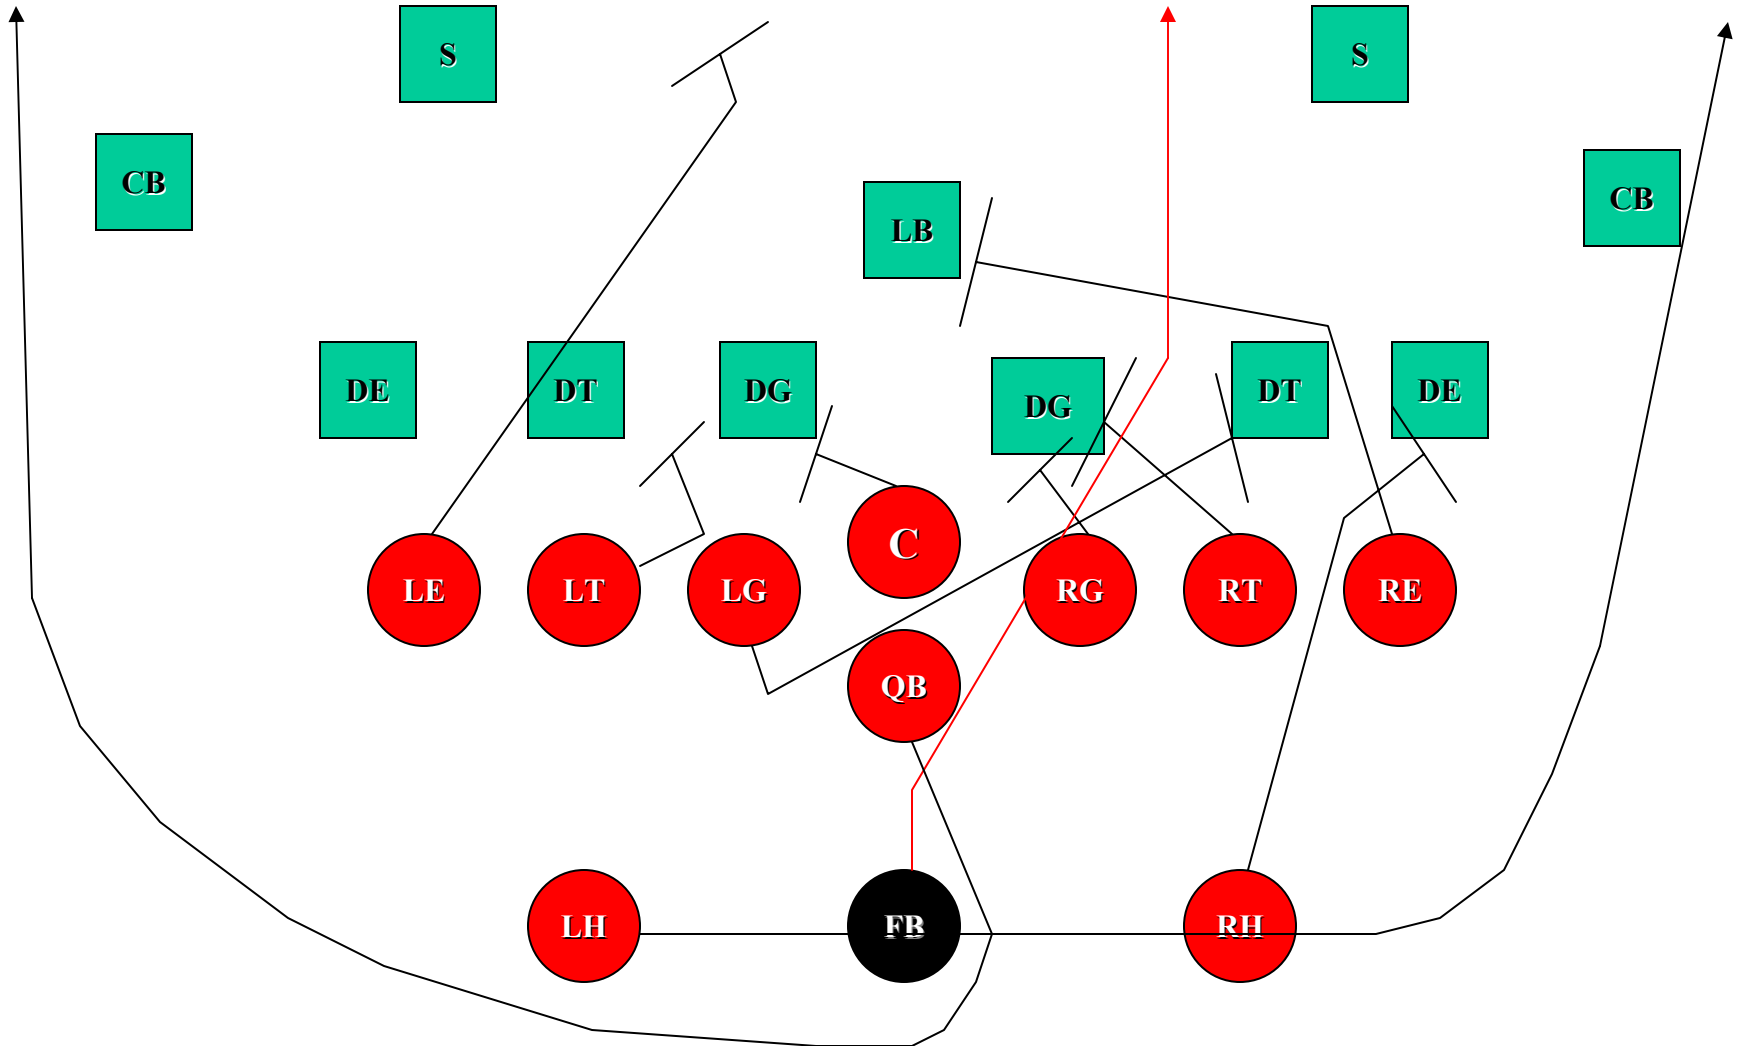 S
S
CB
CB
LB
DE
DT
DG
DG
DT
DE
C
LE
LT
LG
RG
RT
RE
QB
LH
FB
RH